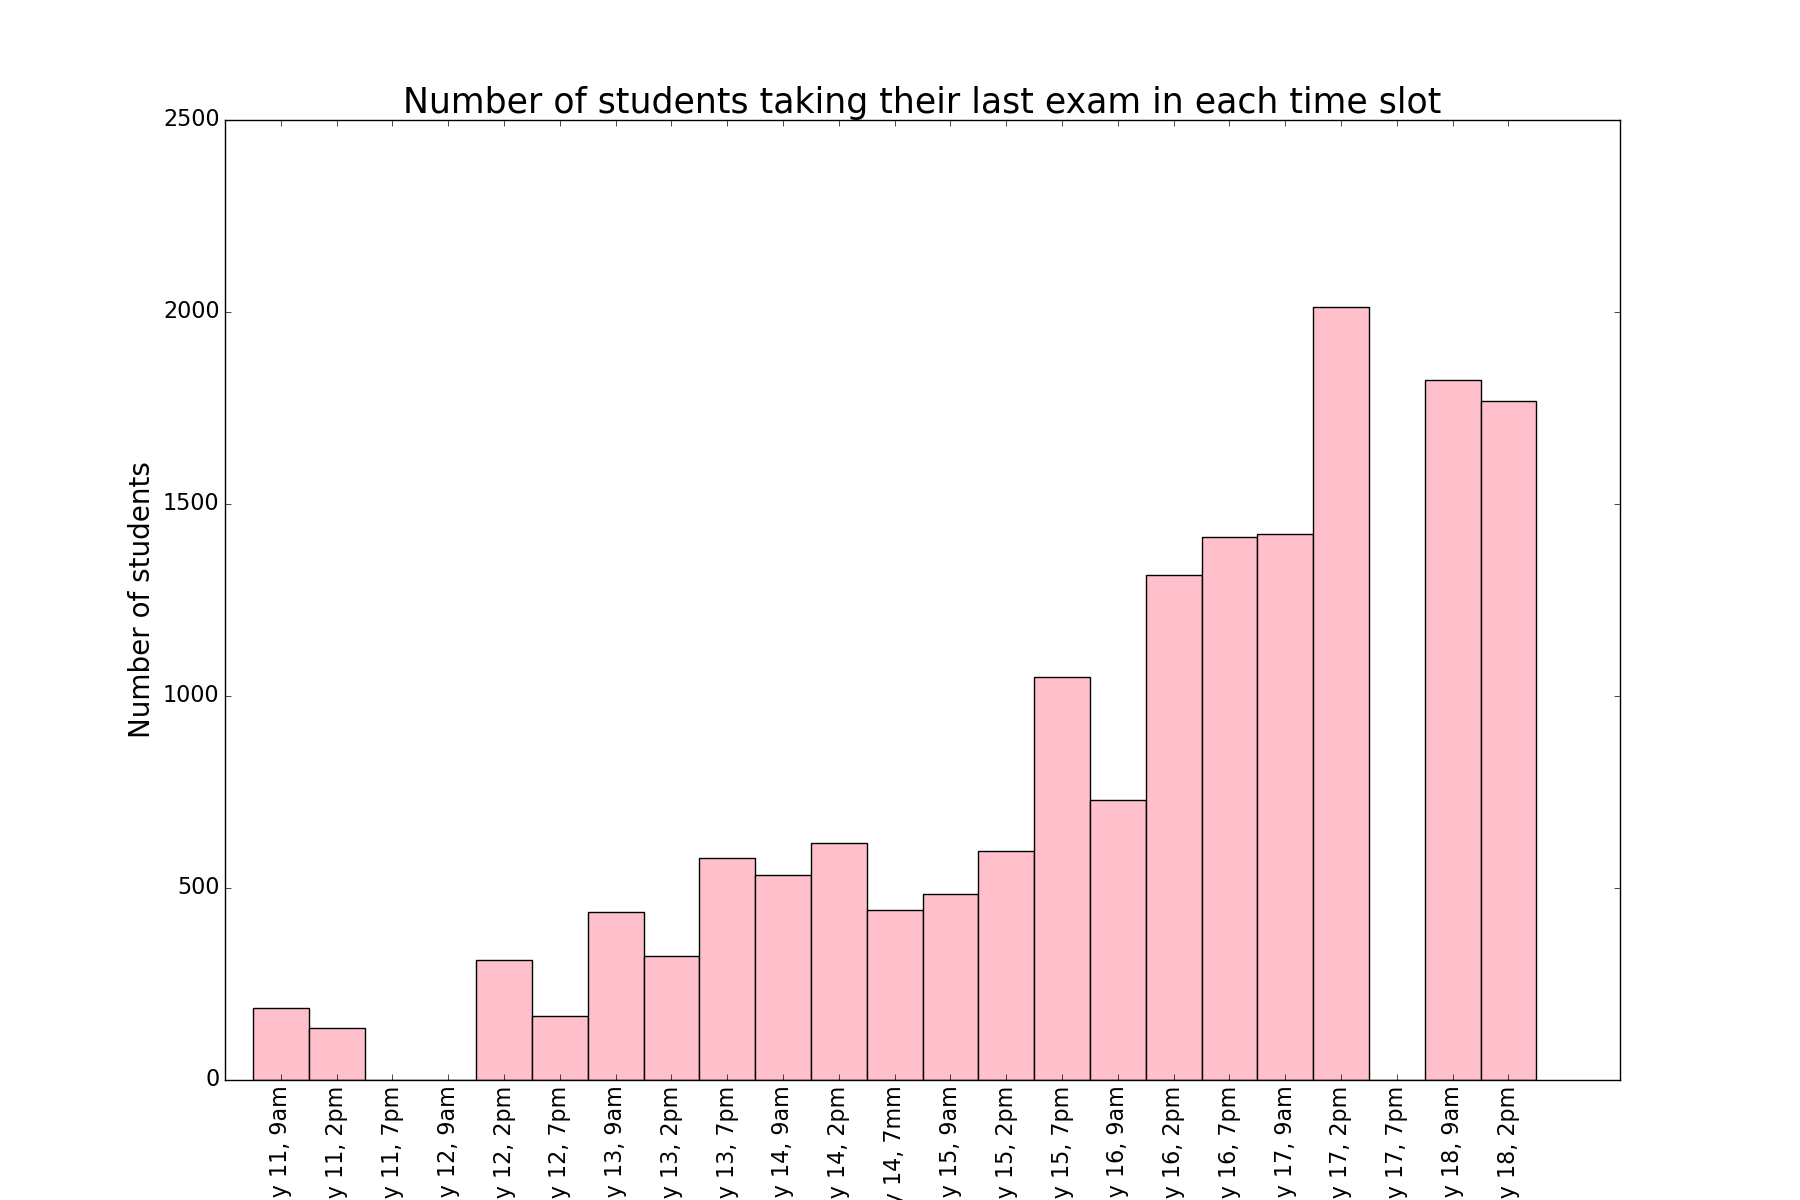 Number of students taking their last exam in each time slot
Number of students
2500
2000
1500
1000
500
0
y 11, 9am
y 11, 2pm
y 11, 7pm
y 12, 9am
y 12, 2pm
y 12, 7pm
y 13, 9am
y 13, 2pm
y 13, 7pm
y 14, 9am
y 14, 2pm
y 14, 7mm
y 15, 9am
y 15, 2pm
y 15, 7pm
y 16, 9am
y 16, 2pm
y 16, 7pm
y 17, 9am
y 17, 2pm
y 17, 7pm
y 18, 9am
y 18, 2pm